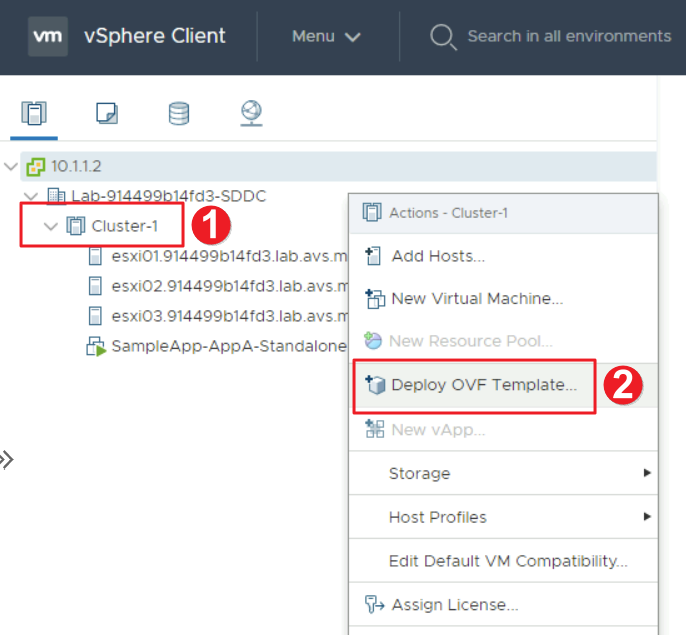 vm vSphere Client Menu Search in all environments
10.1.1.2
Lab-914499b14fd3-SDDC
Cluster-1 1
esxi01.914499b14fd3.lab.avs.m
esxi02.914499b14fd3.lab.avs.m
esxi03.914499b14fd3.lab.avs.m
SampleApp-AppA-Standalone
Actions - Cluster-1
Add Hosts...
New Virtual Machine...
New Resource Pool...
Deploy OVF Template... 2
New vApp...
Storage
Host Profiles
Edit Default VM Compatibility...
Assign License...